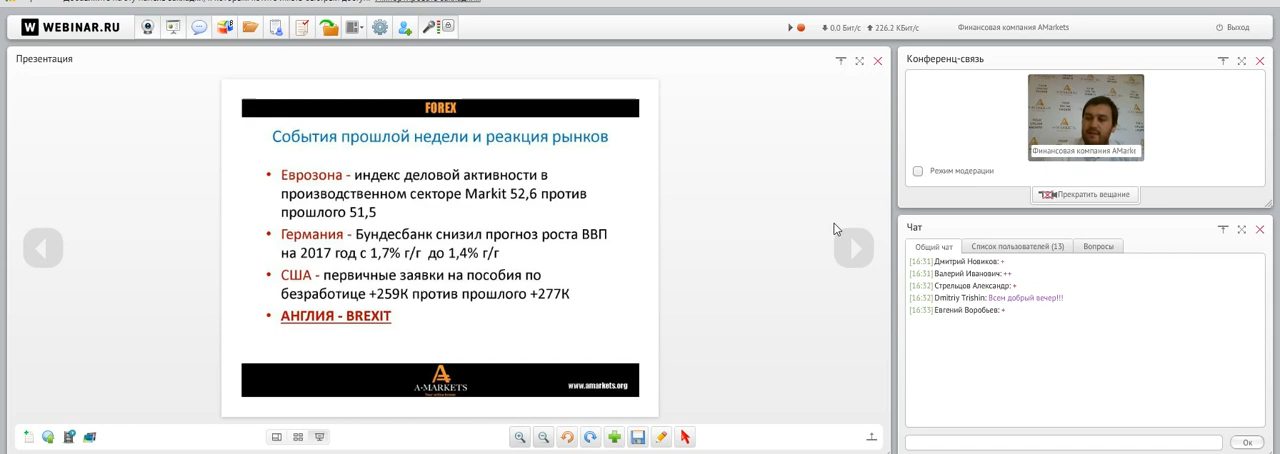 WEBINAR.RU
0.0 Бит/с 226.2 КБит/с
Финансовая компания AMarkets
Выход
Презентация
FOREX
События прошлой недели и реакция рынков
• Еврозона - индекс деловой активности в
производственном секторе Markit 52,6 против
прошлого 51,5
• Германия - Бундесбанк снизил прогноз роста ВВП
на 2017 год с 1,7% г/г до 1,4% г/г
• США - первичные заявки на пособия по
безработице +259К против прошлого +277К
• АНГЛИЯ - BREXIT
A-MARKETS
www.amarkets.org
Конференц-связь
Финансовая компания AMarke
Режим модерации
Прекратить вещание
Чат
Общий чат Список пользователей (13) Вопросы
[16:31] Дмитрий Новиков: +
[16:31] Валерий Иванович: ++
[16:32] Стрельцов Александр: +
[16:32] Dmitriy Trishin: Всем добрый вечер!!!
[16:33] Евгений Воробьев: +
Ок